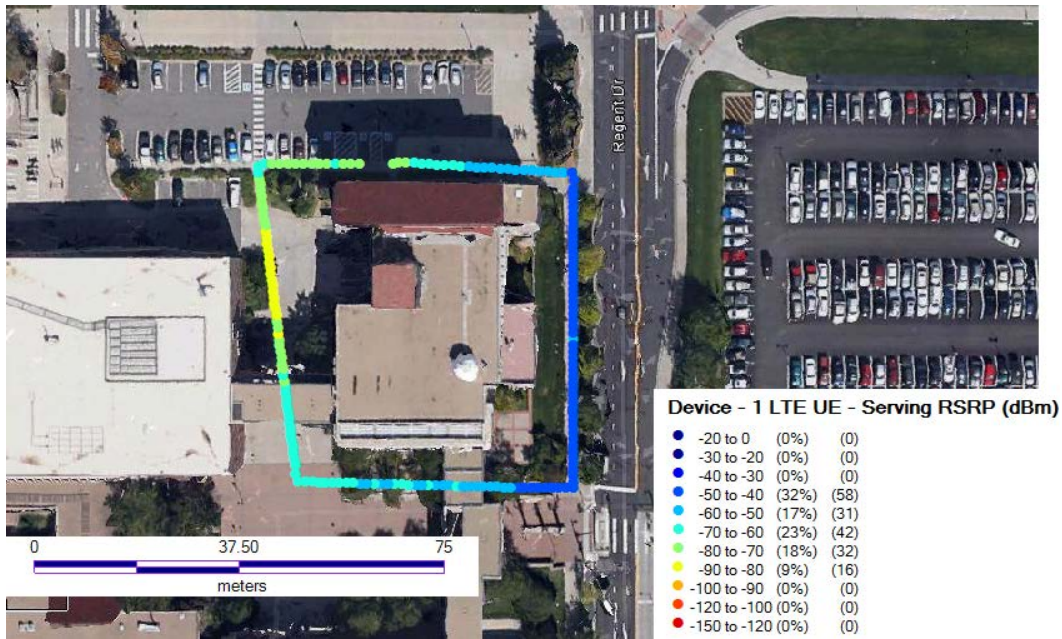 Regent Dr
Device - 1 LTE UE - Serving RSRP (dBm)
-20 to 0 (0%) (0)
-30 to -20 (0%) (0)
-40 to -30 (0%) (0)
-50 to -40 (32%) (58)
-60 to -50 (17%) (31)
-70 to -60 (23%) (42)
-80 to -70 (18%) (32)
-90 to -80 (9%) (16)
-100 to -90 (0%) (0)
-120 to -100 (0%) (0)
-150 to -120 (0%) (0)
0 37.50 75
meters